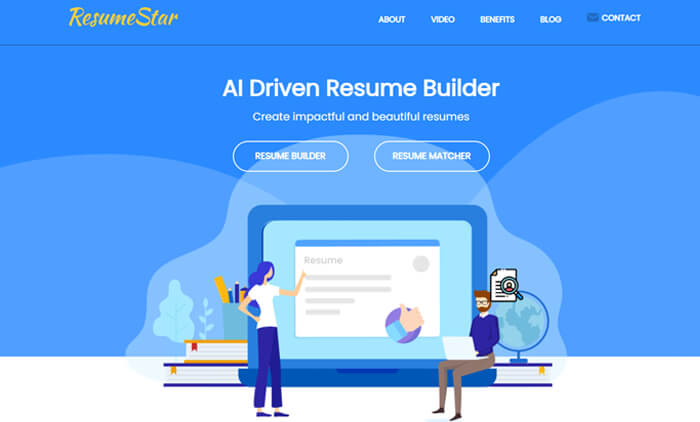 ResumeStar
ABOUT VIDEO BENEFITS BLOG CONTACT
AI Driven Resume Builder
Create impactful and beautiful resumes
RESUME BUILDER RESUME MATCHER
Resume